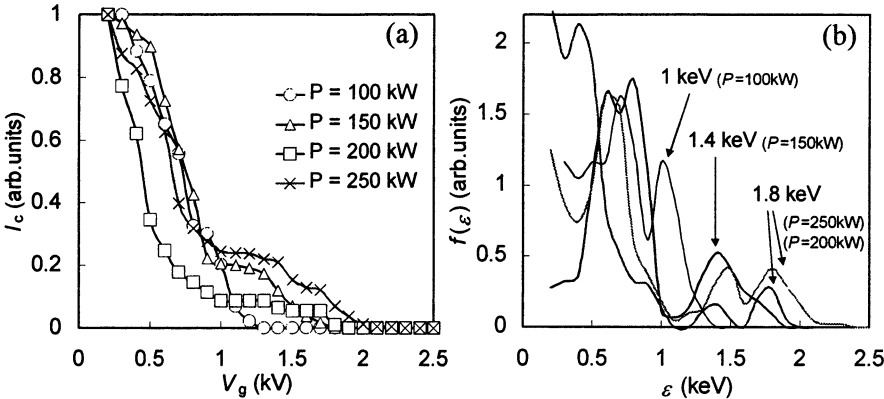 (a)
1
0.8
0.6
0.4
0.2
0
I_c (arb.units)
P = 100 kW
P = 150 kW
P = 200 kW
P = 250 kW
0 0.5 1 1.5 2 2.5
V_g (kV)
(b)
2
1.5
1
0.5
0
f(ε) (arb.units)
1 keV (P=100kW)
1.4 keV (P=150kW)
1.8 keV
(P=250kW)
(P=200kW)
0 0.5 1 1.5 2 2.5
ε (keV)